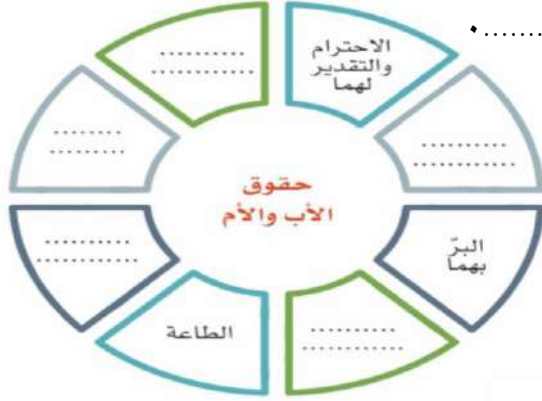 الاحترام
والتقدير
لهما
البرّ
بهما
الطاعة
حقوق
الأب والأم